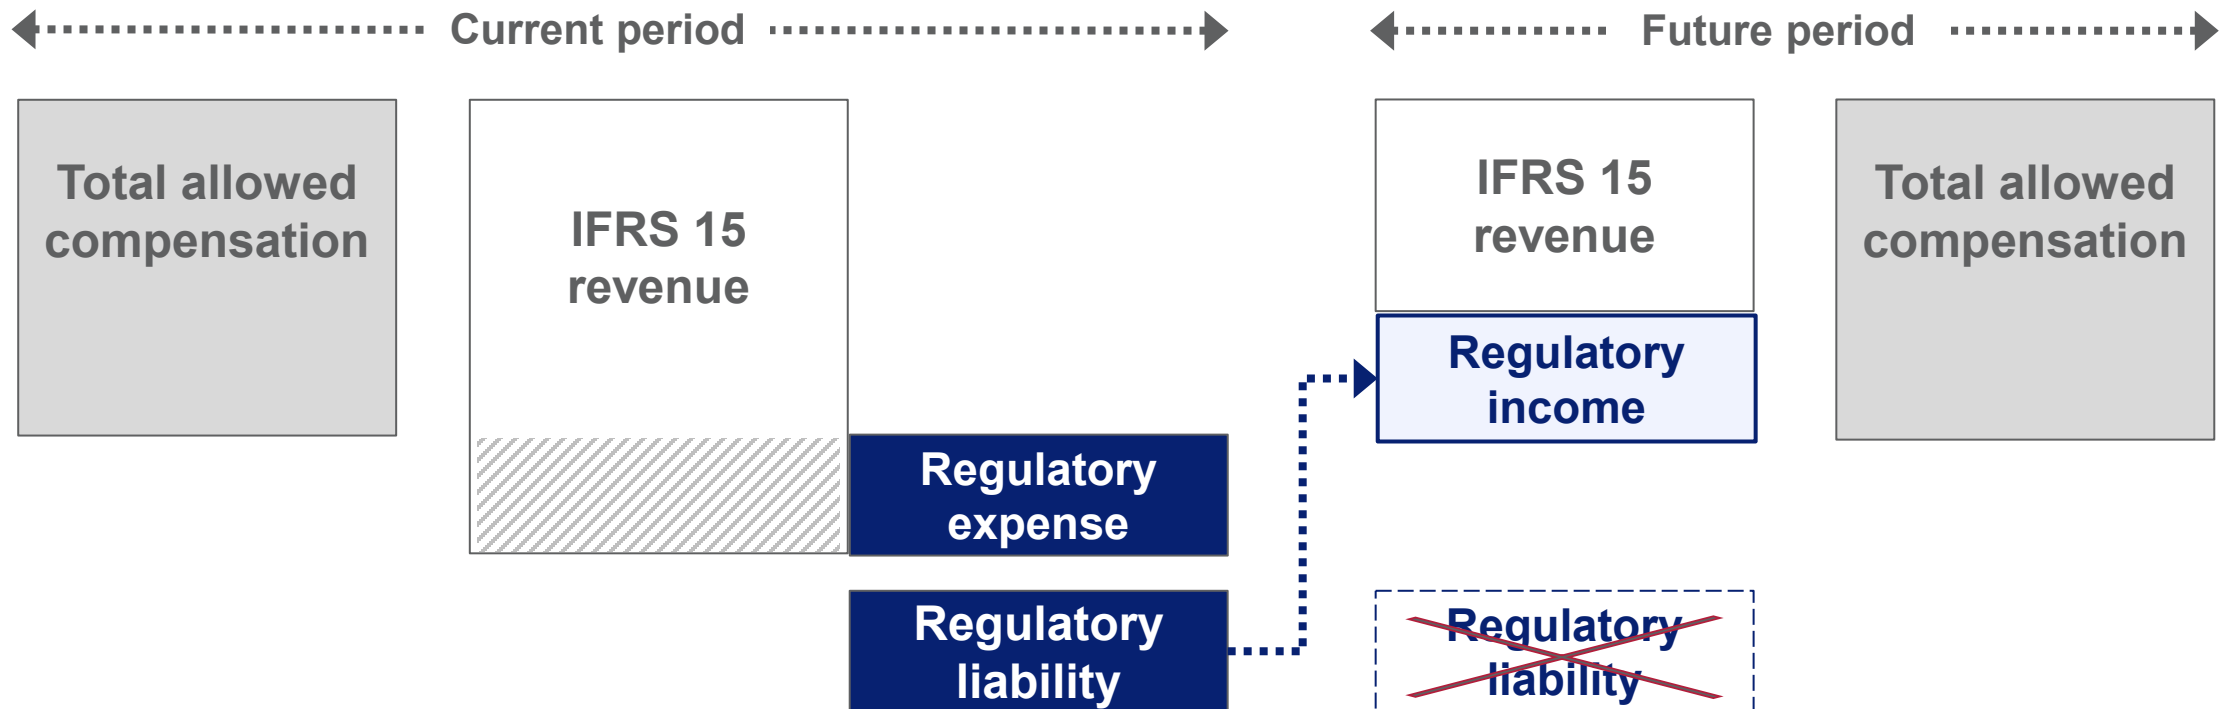 Current period
Future period
Total allowed
compensation
IFRS 15
revenue
Regulatory
expense
Regulatory
liability
IFRS 15
revenue
Regulatory
income
Regulatory
liability
Total allowed
compensation